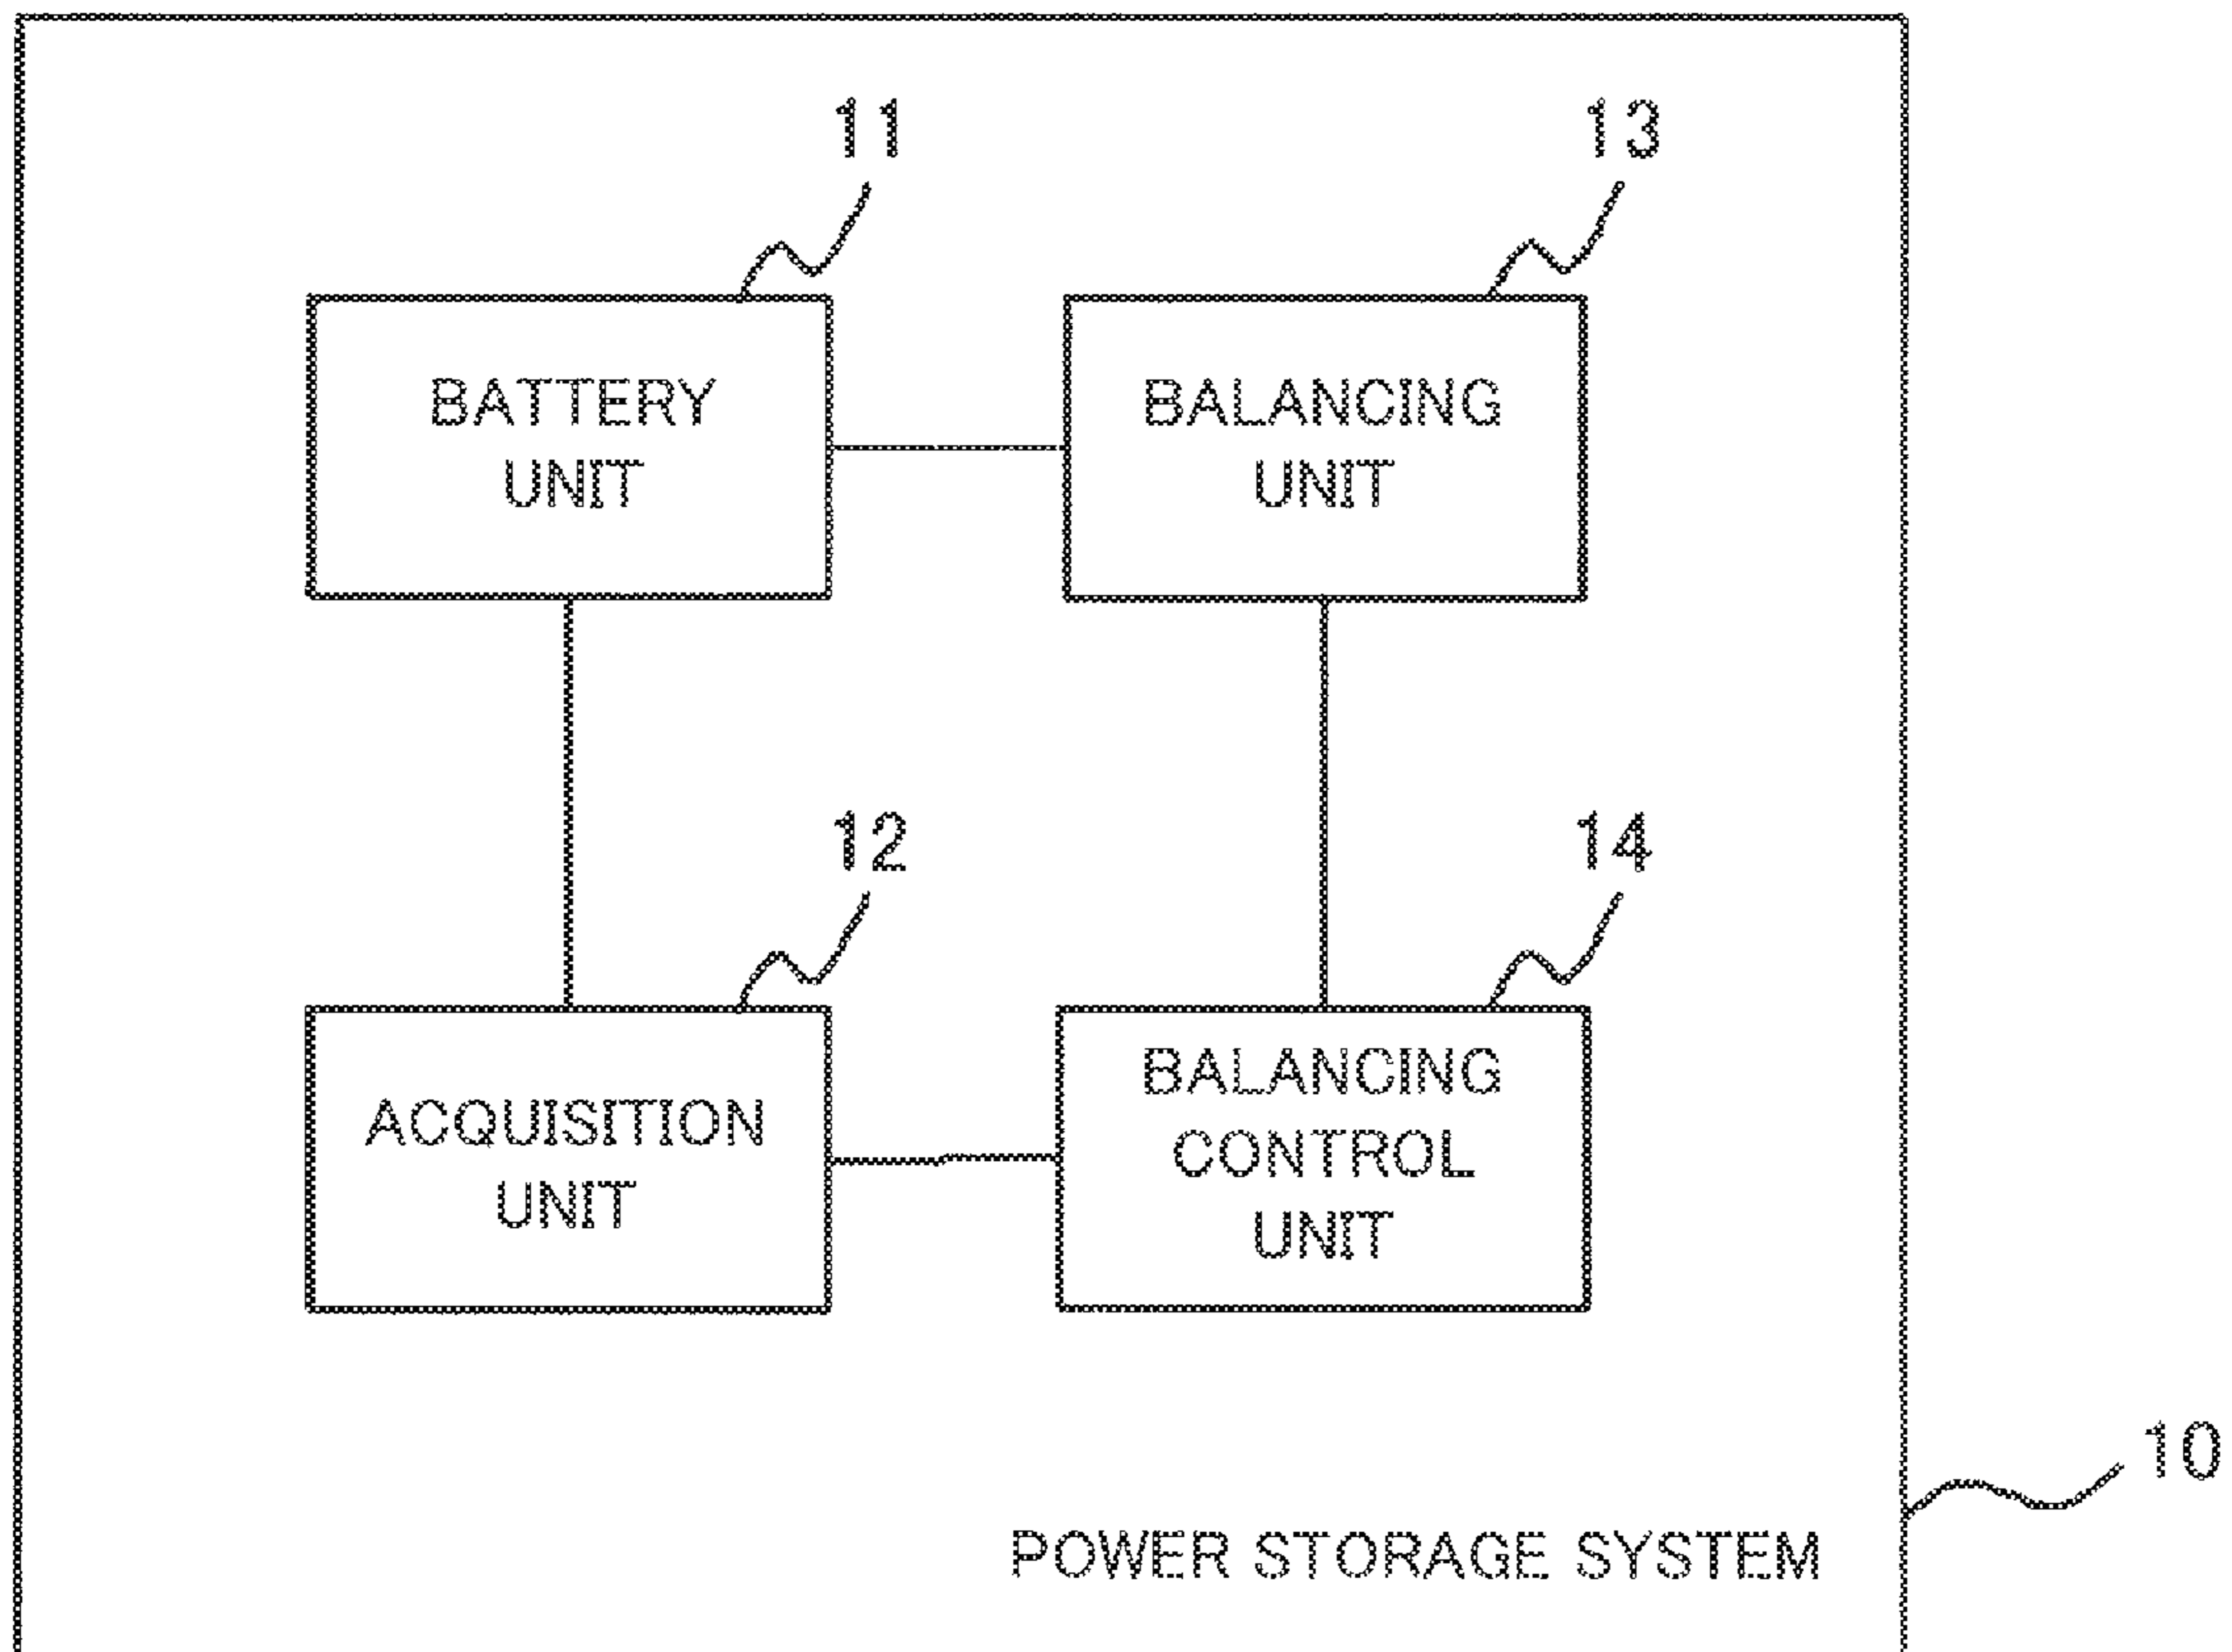 11
13
BATTERY
UNIT
BALANCING
UNIT
12
14
ACQUISITION
UNIT
BALANCING
CONTROL
UNIT
10
POWER STORAGE SYSTEM